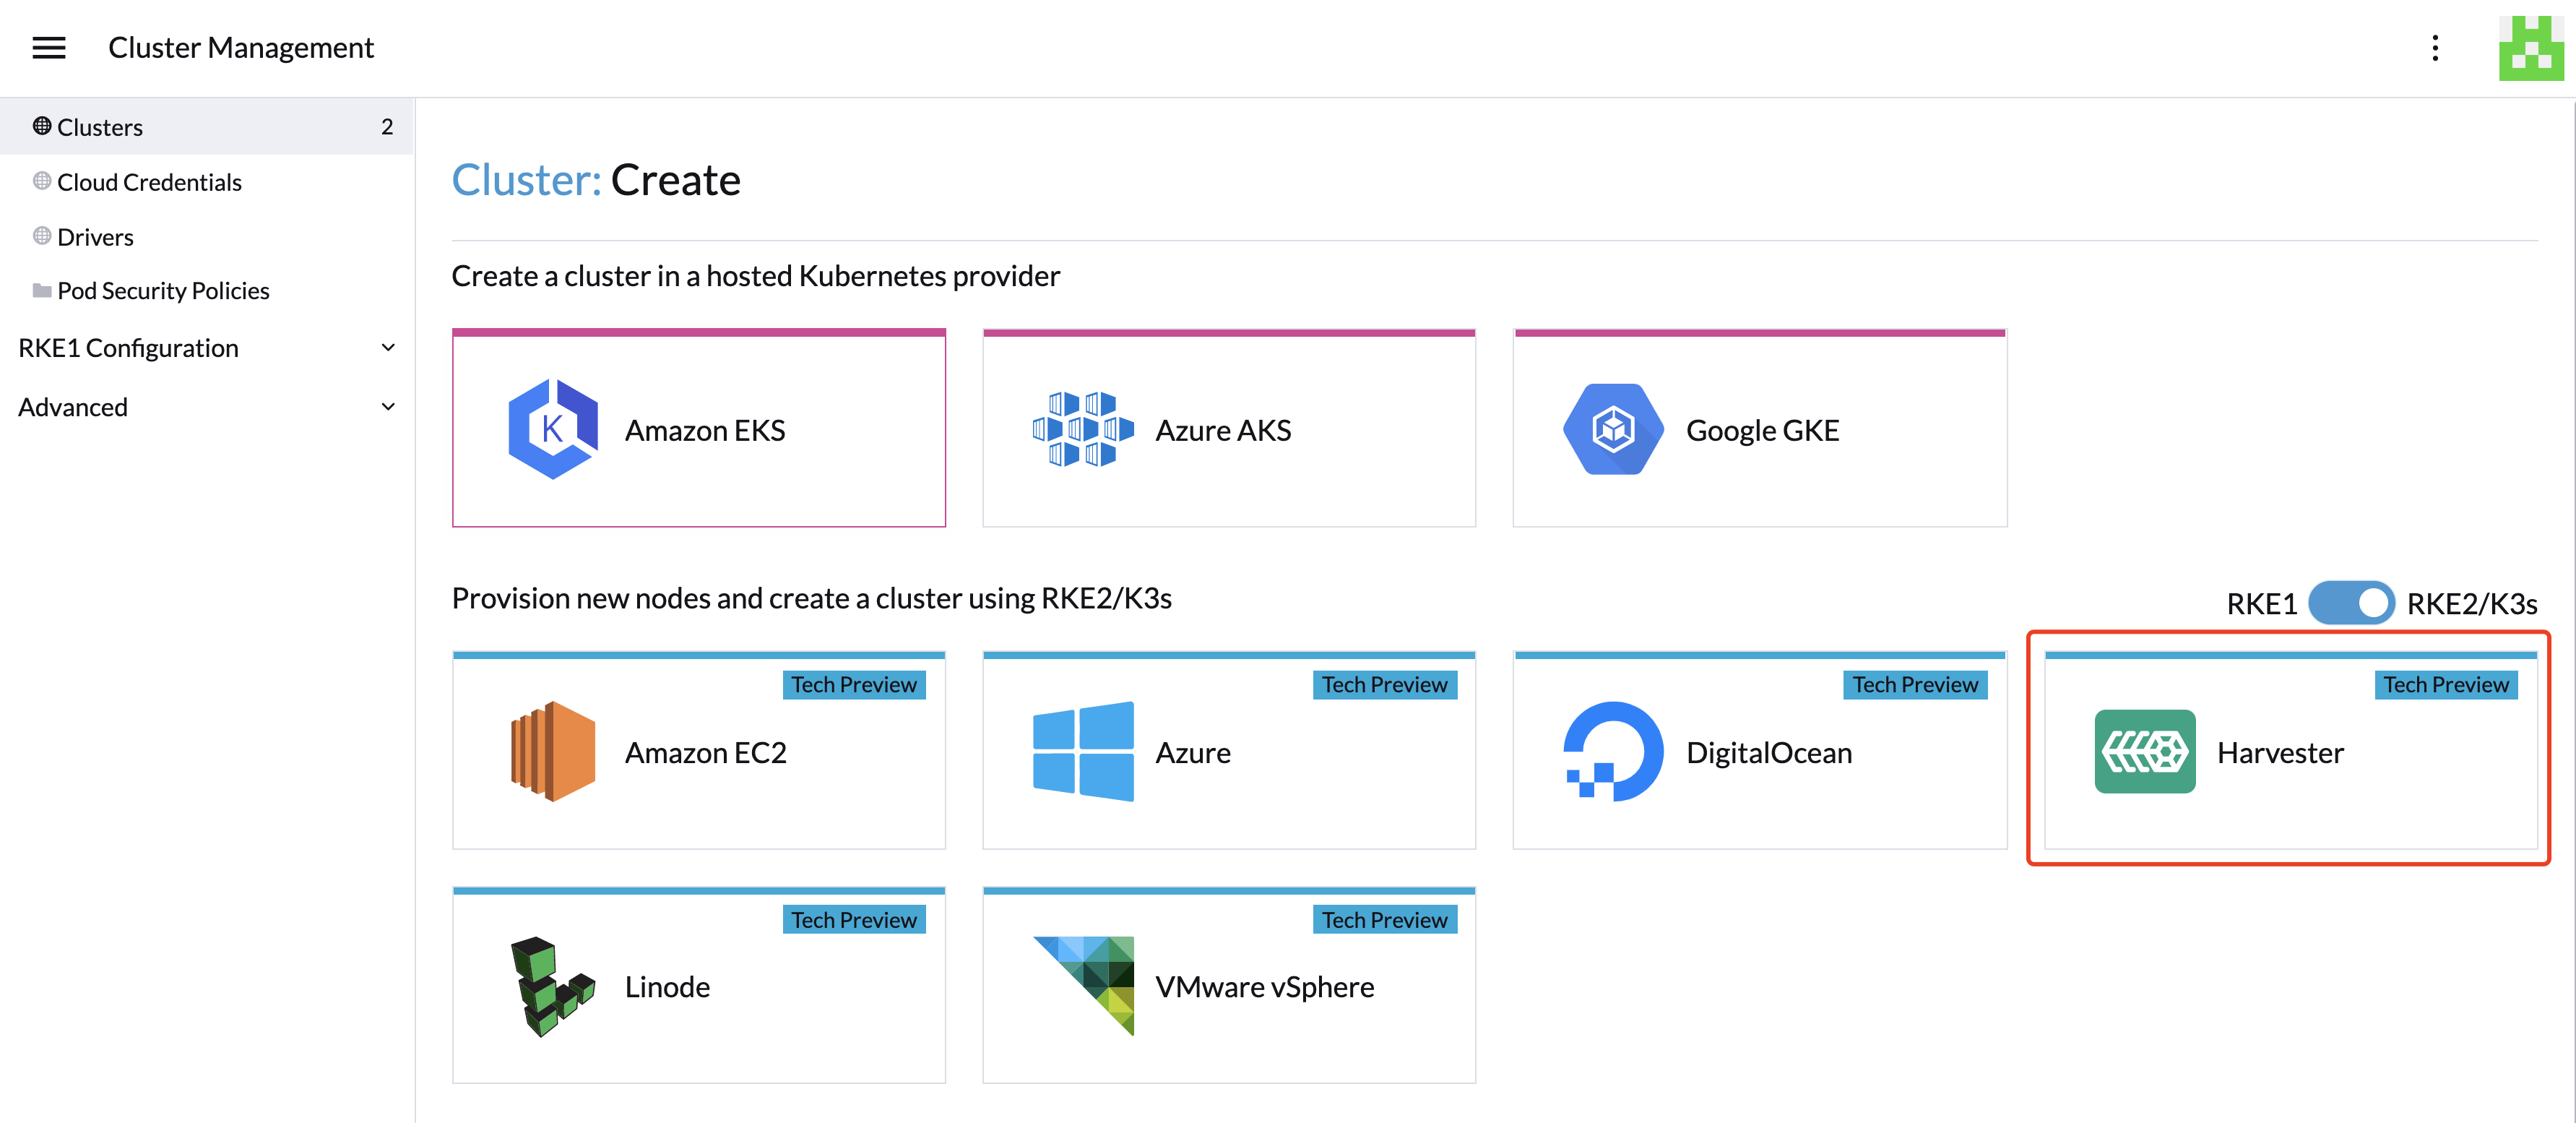 Cluster Management
Clusters 2
Cloud Credentials
Drivers
Pod Security Policies
RKE1 Configuration
Advanced
Cluster: Create
Create a cluster in a hosted Kubernetes provider
K
Amazon EKS
Azure AKS
Google GKE
Provision new nodes and create a cluster using RKE2/K3s
RKE1 RKE2/K3s
Tech Preview
Amazon EC2
Tech Preview
Azure
Tech Preview
DigitalOcean
Tech Preview
Harvester
Tech Preview
Linode
Tech Preview
VMware vSphere